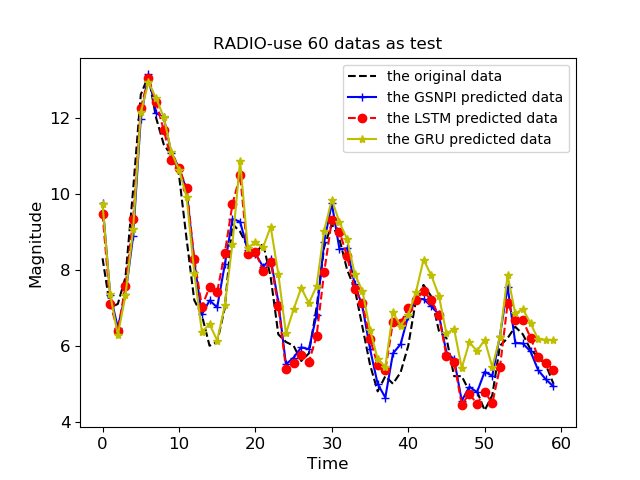 RADIO-use 60 datas as test
the original data
the GSNPI predicted data
the LSTM predicted data
the GRU predicted data
Magnitude
12
10
8
6
4
0 10 20 30 40 50 60
Time